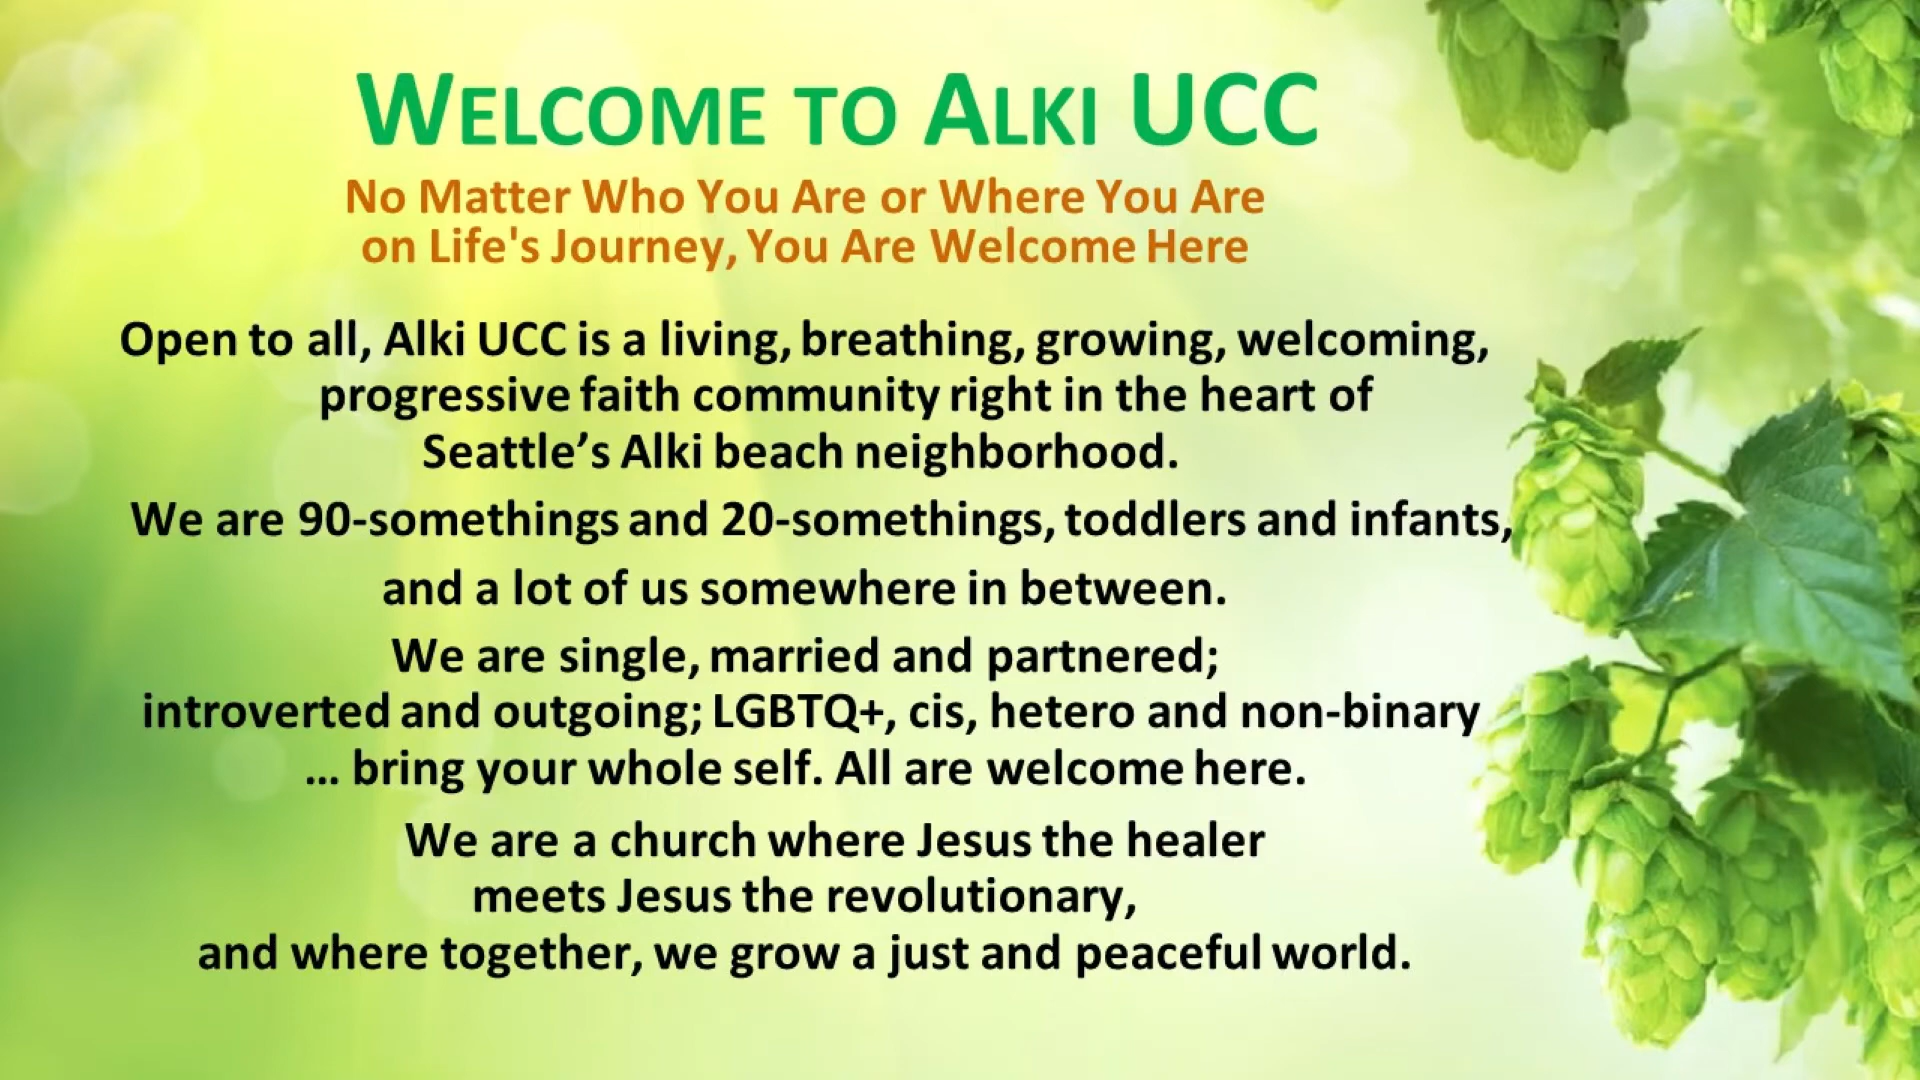 Welcome to Alki UCC
No Matter Who You Are or Where You Are
on Life's Journey, You Are Welcome Here
Open to all, Alki UCC is a living, breathing, growing, welcoming,
progressive faith community right in the heart of
Seattle’s Alki beach neighborhood.
We are 90-somethings and 20-somethings, toddlers and infants,
and a lot of us somewhere in between.
We are single, married and partnered;
introverted and outgoing; LGBTQ+, cis, hetero and non-binary
... bring your whole self. All are welcome here.
We are a church where Jesus the healer
meets Jesus the revolutionary,
and where together, we grow a just and peaceful world.